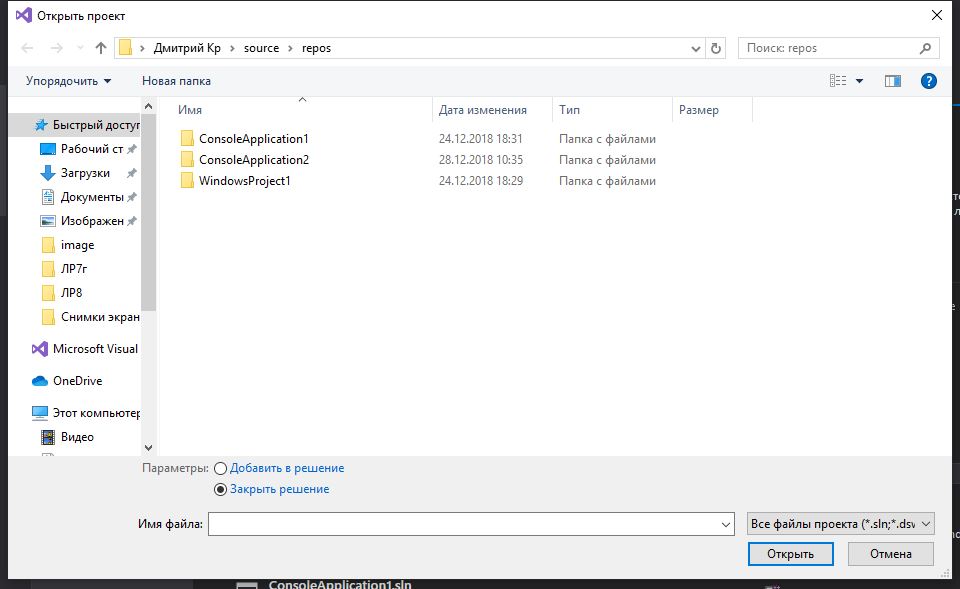 Открыть проект
Дмитрий Кр › source › repos
Поиск: repos
Упорядочить
Новая папка
Имя Дата изменения Тип Размер
Быстрый доступ
ConsoleApplication1 24.12.2018 18:31 Папка с файлами
Рабочий ст
ConsoleApplication2 28.12.2018 10:35 Папка с файлами
Загрузки
WindowsProject1 24.12.2018 18:29 Папка с файлами
Документы
Изображен
image
ЛР7г
ЛР8
Снимки экран
Microsoft Visual
OneDrive
Этот компьютер
Видео
Параметры: Добавить в решение
Закрыть решение
Имя файла:
Все файлы проекта (*.sln;*.dsw
Открыть
Отмена
ConsoleApplication1.sln